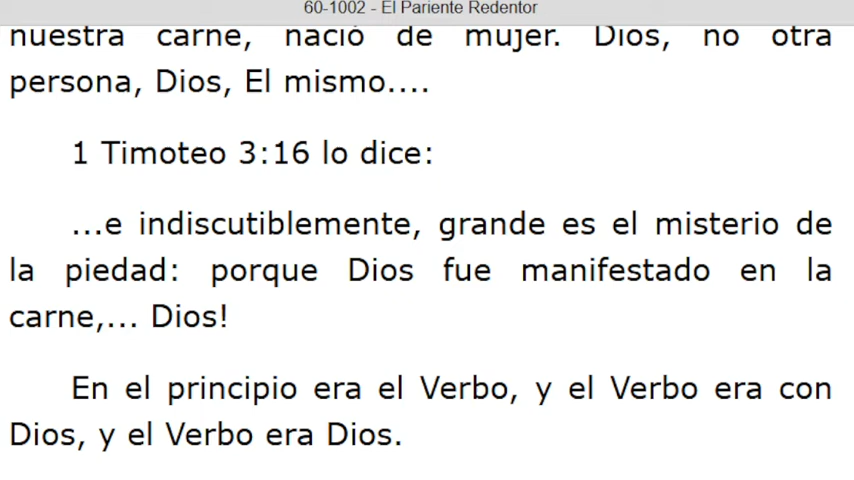 60-1002 - El Pariente Redentor
nuestra carne, nació de mujer. Dios, no otra
persona, Dios, El mismo....
1 Timoteo 3:16 lo dice:
...e indiscutiblemente, grande es el misterio de
la piedad: porque Dios fue manifestado en la
carne,... Dios!
En el principio era el Verbo, y el Verbo era con
Dios, y el Verbo era Dios.